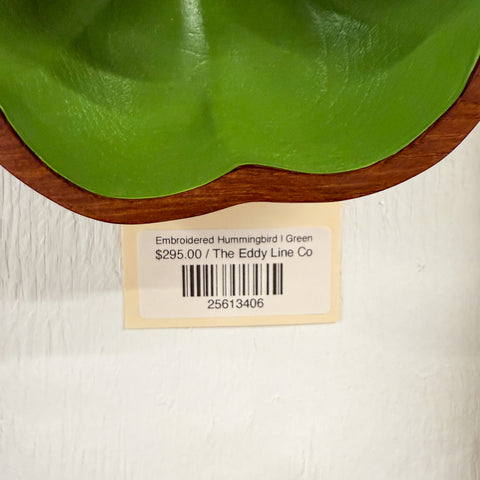 Embroidered Hummingbird | Green
$295.00 / The Eddy Line Co
25613406